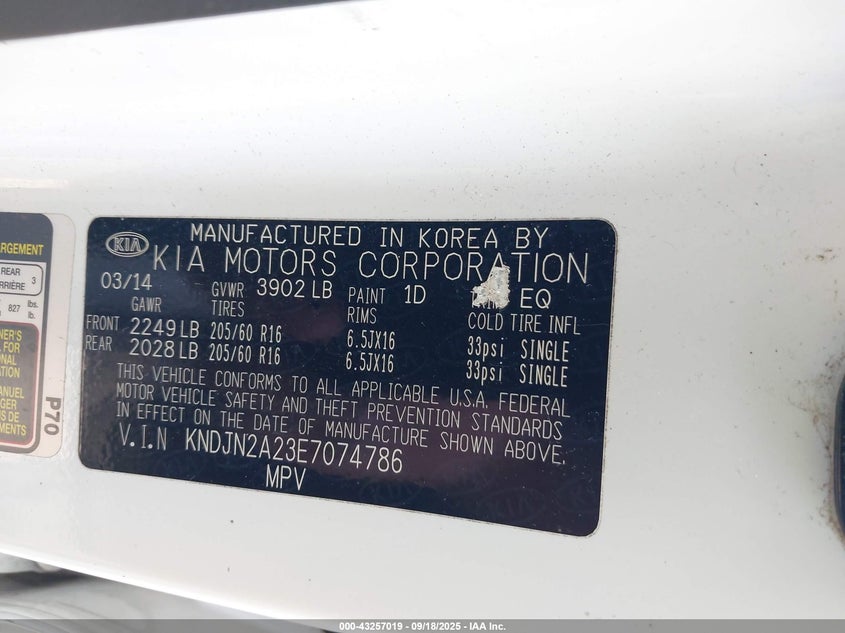 MANUFACTURED IN KOREA BY
KIA KIA MOTORS CORPORATION
03/14 GVWR 3902 LB PAINT 1D EQ
GAWR TIRES RIMS COLD TIRE INFL
FRONT 2249 LB 205/60 R16 6.5JX16 33psi SINGLE
REAR 2028 LB 205/60 R16 6.5JX16 33psi SINGLE
THIS VEHICLE CONFORMS TO ALL APPLICABLE U.S.A. FEDERAL
MOTOR VEHICLE SAFETY AND THEFT PREVENTION STANDARDS
IN EFFECT ON THE DATE OF MANUFACTURE SHOWN ABOVE.
V.I.N KNDJN2A23E7074786
MPV
REAR 3
827 lbs.
lb.
P70
000-43257019 - 09/18/2025 - IAA Inc.